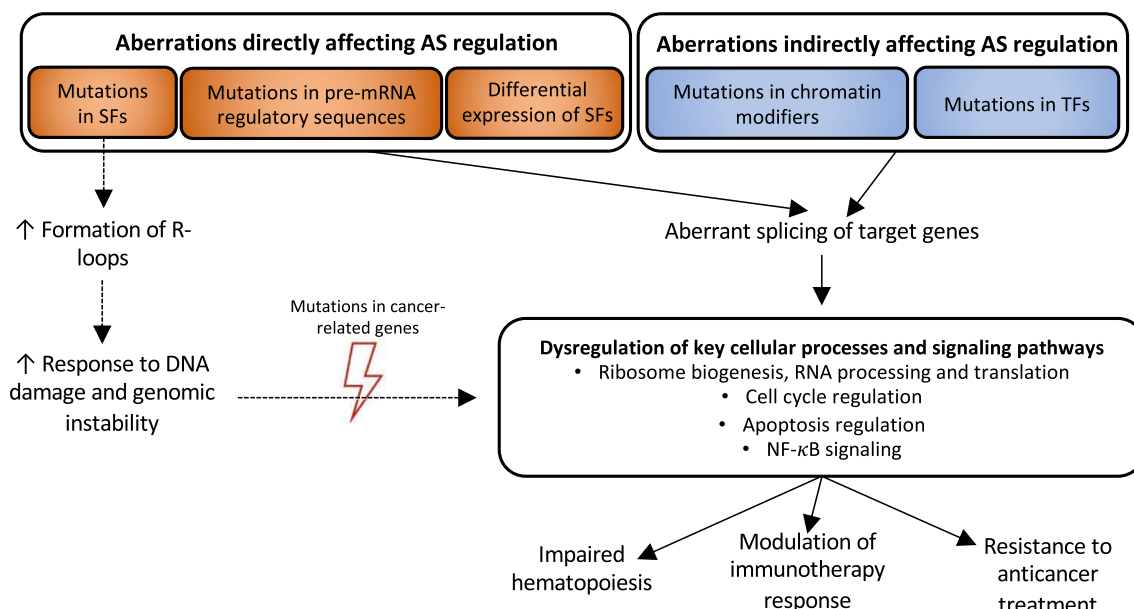 Aberrations directly affecting AS regulation
Mutations
in SFs
Mutations in pre-mRNA
regulatory sequences
Differential
expression of SFs
Aberrations indirectly affecting AS regulation
Mutations in chromatin
modifiers
Mutations in TFs
↑ Formation of R-
loops
Aberrant splicing of target genes
Mutations in cancer-
related genes
↑ Response to DNA
damage and genomic
instability
Dysregulation of key cellular processes and signaling pathways
• Ribosome biogenesis, RNA processing and translation
• Cell cycle regulation
• Apoptosis regulation
• NF-κB signaling
Impaired
hematopoiesis
Modulation of
immunotherapy
response
Resistance to
anticancer
treatment